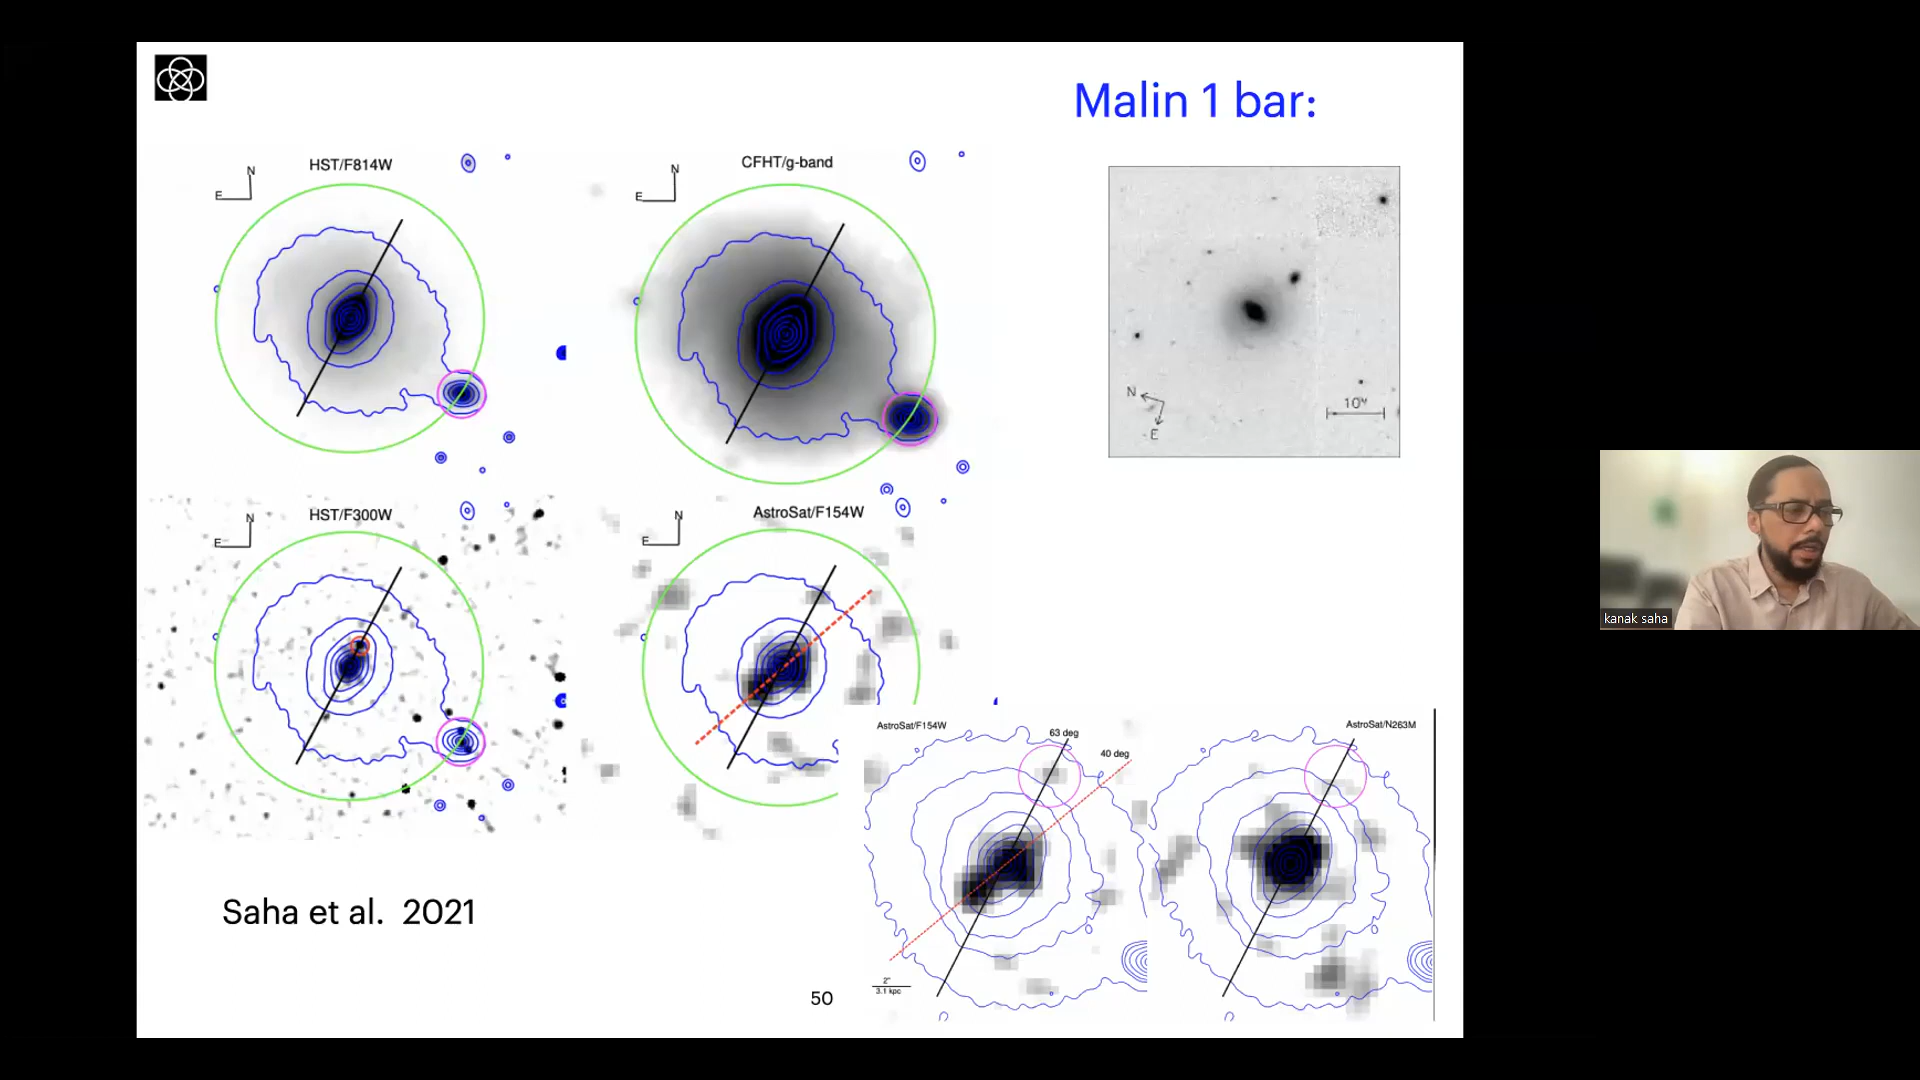 Malin 1 bar:
HST/F814W
N
E
CFHT/g-band
N
E
N
E
10"
HST/F300W
N
E
AstroSat/F154W
N
E
AstroSat/F154W
63 deg
40 deg
2"
3.1 kpc
AstroSat/N263M
Saha et al. 2021
50
kanak saha